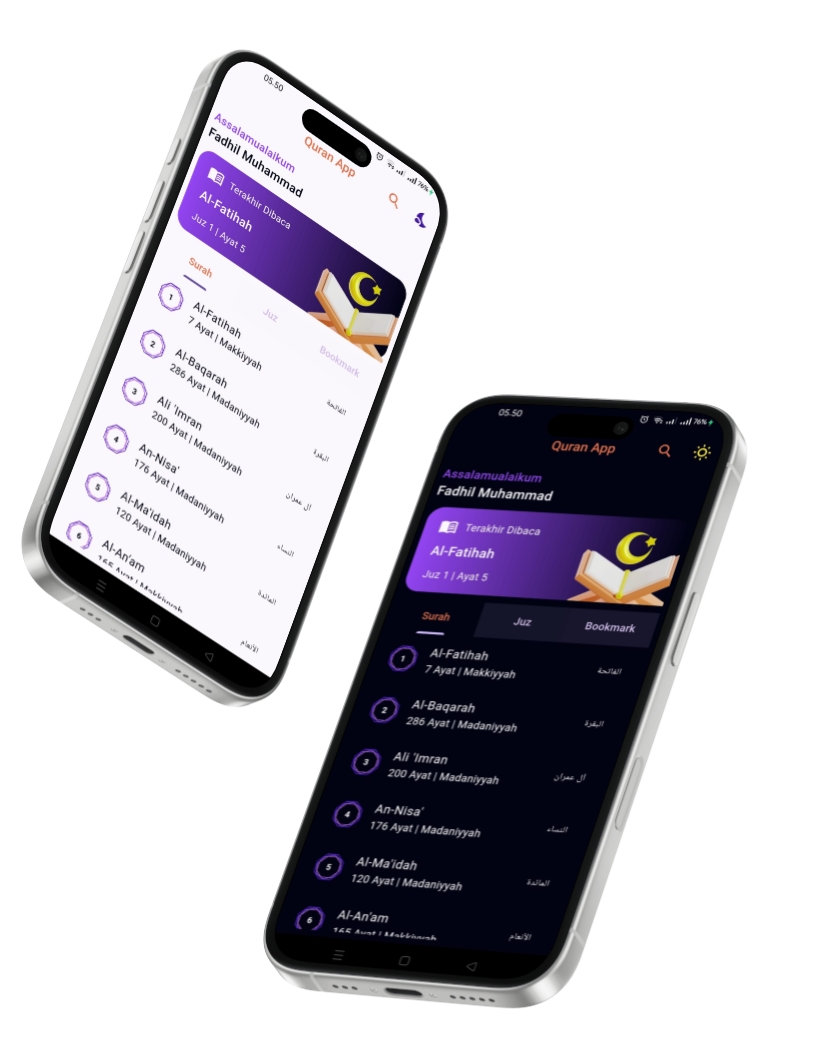 05.50
76%
Quran App
Assalamualaikum
Fadhil Muhammad
Terakhir Dibaca
Al-Fatihah
Juz 1 | Ayat 5
Surah
Juz
Bookmark
1
Al-Fatihah
7 Ayat | Makkiyyah
الفاتحة
2
Al-Baqarah
286 Ayat | Madaniyyah
البقرة
3
Ali 'Imran
200 Ayat | Madaniyyah
آل عمران
4
An-Nisa'
176 Ayat | Madaniyyah
النساء
5
Al-Ma'idah
120 Ayat | Madaniyyah
المائدة
6
Al-An'am
165 Ayat | Makkiyyah
الأنعام
05.50
76%
Quran App
Assalamualaikum
Fadhil Muhammad
Terakhir Dibaca
Al-Fatihah
Juz 1 | Ayat 5
Surah
Juz
Bookmark
1
Al-Fatihah
7 Ayat | Makkiyyah
الفاتحة
2
Al-Baqarah
286 Ayat | Madaniyyah
البقرة
3
Ali 'Imran
200 Ayat | Madaniyyah
آل عمران
4
An-Nisa'
176 Ayat | Madaniyyah
النساء
5
Al-Ma'idah
120 Ayat | Madaniyyah
المائدة
6
Al-An'am
165 Ayat | Makkiyyah
الأنعام